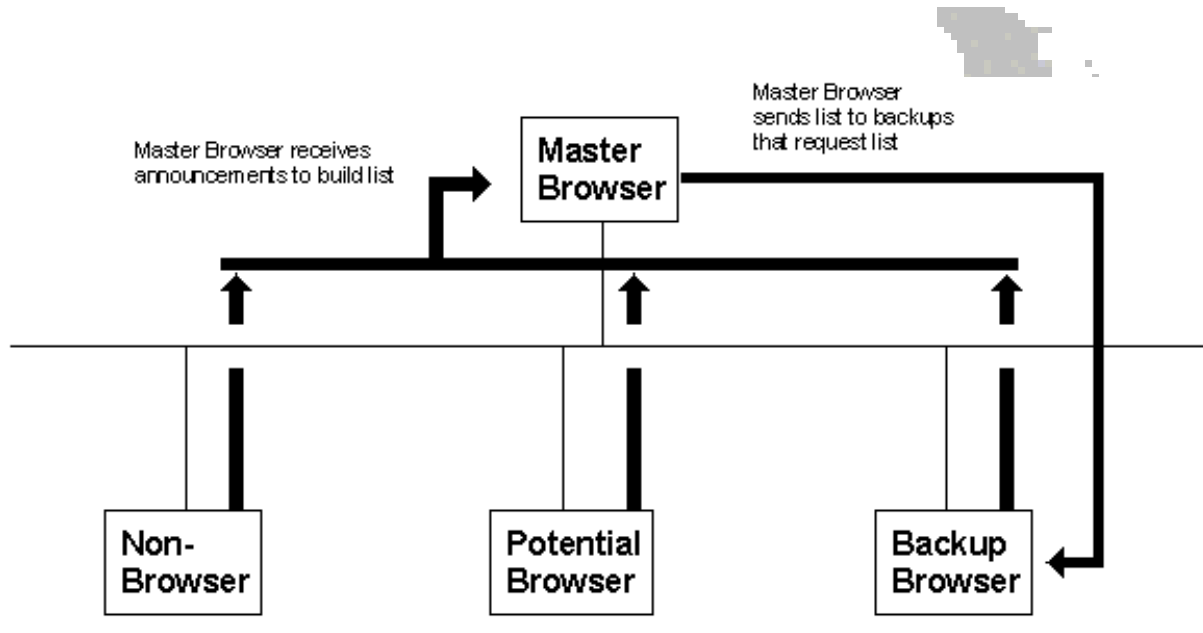 Master Browser
sends list to backups
that request list
Master Browser receives
announcements to build list
Master
Browser
Non-
Browser
Potential
Browser
Backup
Browser